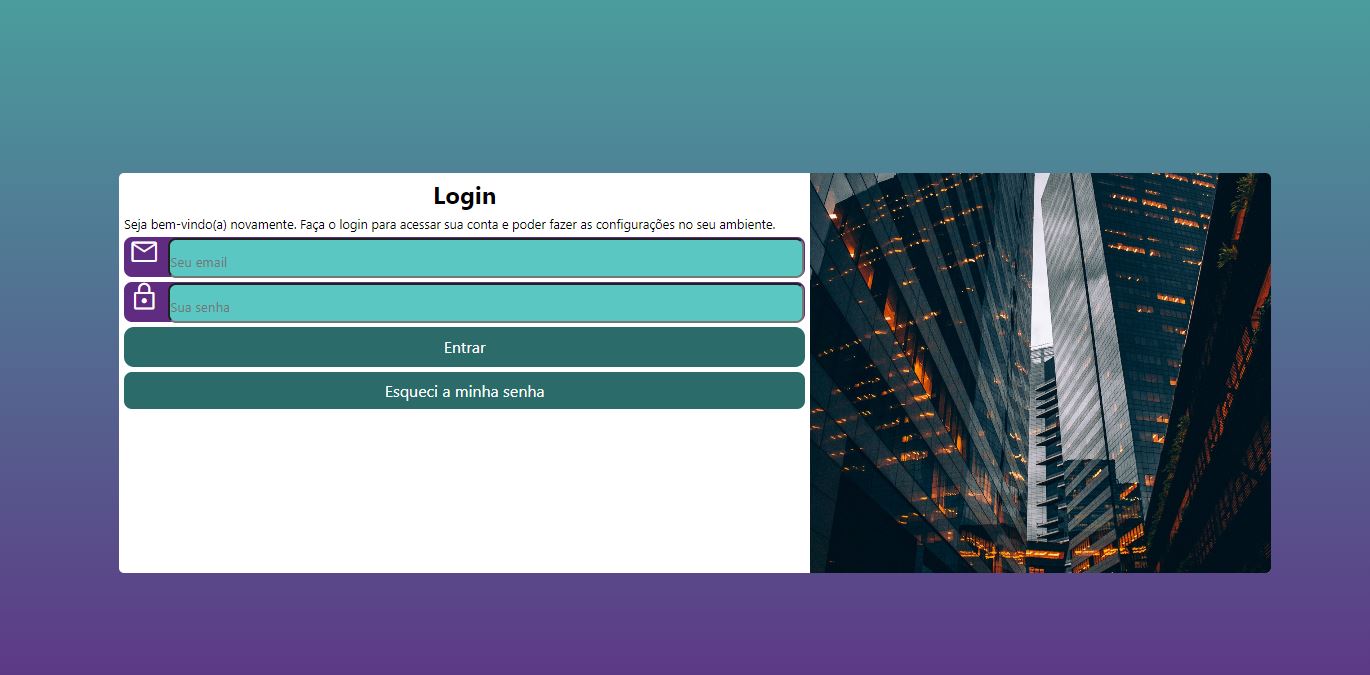 Login
Seja bem-vindo(a) novamente. Faça o login para acessar sua conta e poder fazer as configurações no seu ambiente.
Seu email
Sua senha
Entrar
Esqueci a minha senha